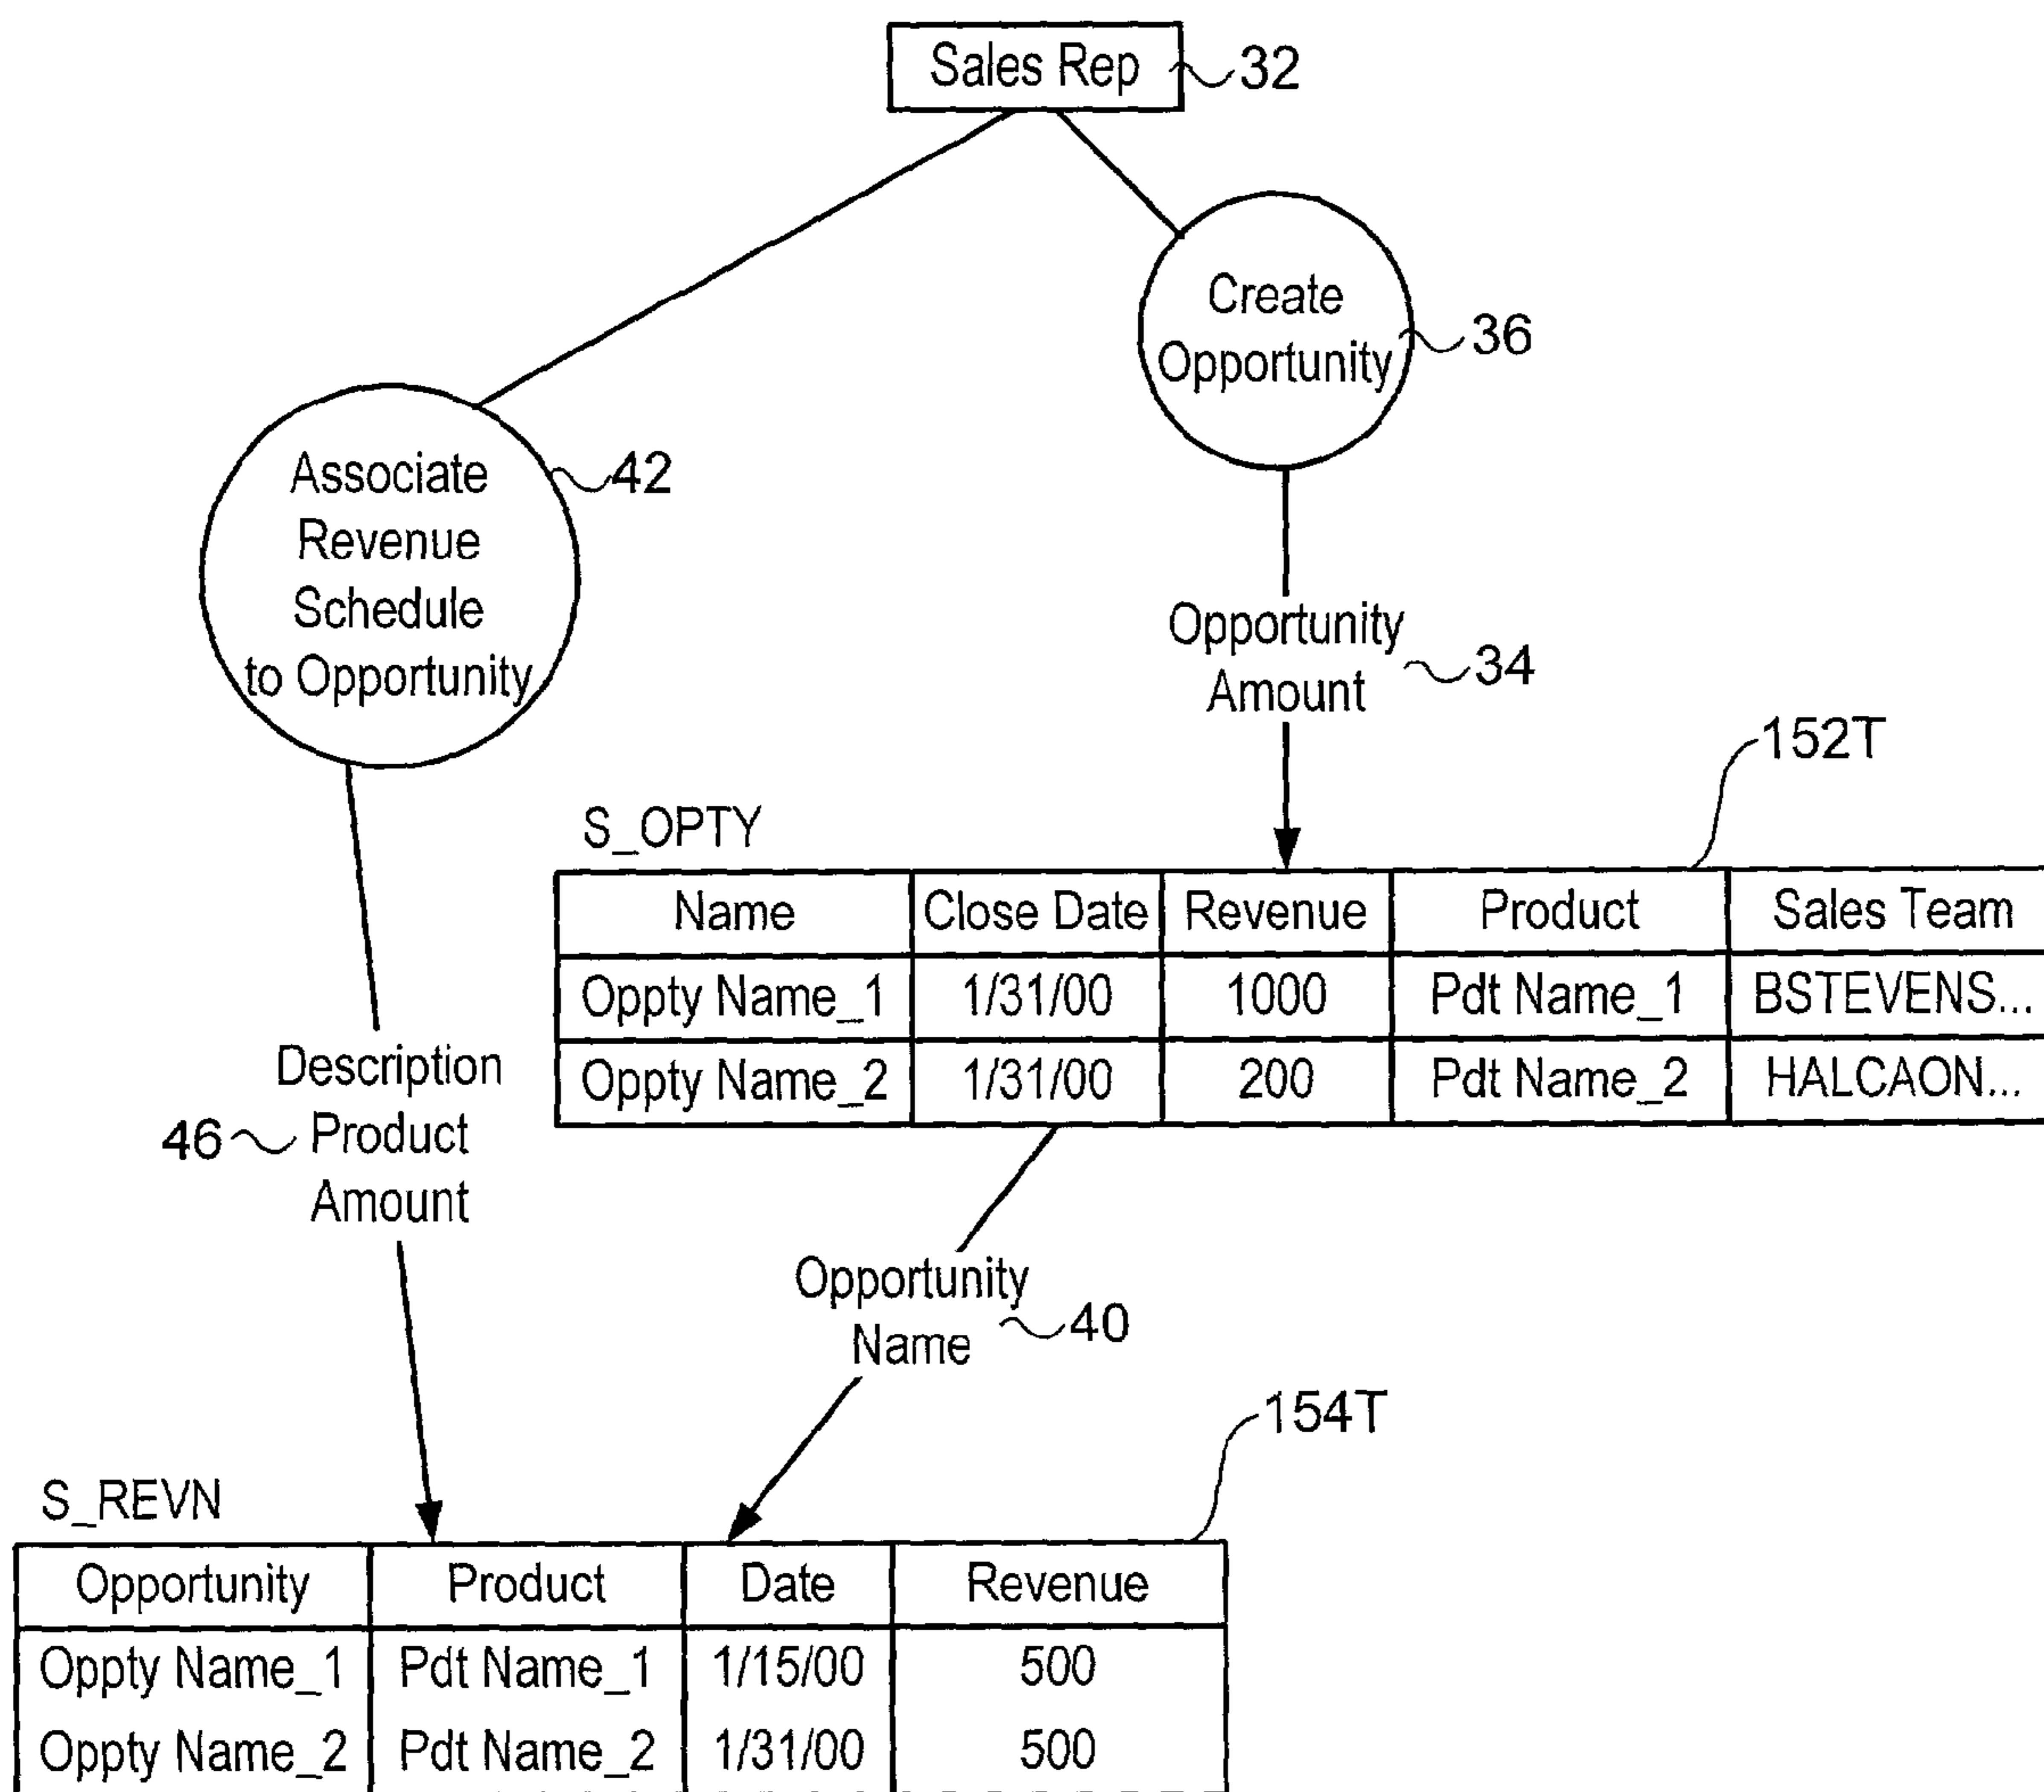 Sales Rep 32
Create
Opportunity 36
Associate
Revenue
Schedule
to Opportunity
42
Opportunity
Amount
34
152T
S_OPTY
Name Close Date Revenue Product Sales Team
Oppty Name_1 1/31/00 1000 Pdt Name_1 BSTEVENS...
Oppty Name_2 1/31/00 200 Pdt Name_2 HALCAON...
Description
46 Product
Amount
Opportunity
Name
40
154T
S_REVN
Opportunity Product Date Revenue
Oppty Name_1 Pdt Name_1 1/15/00 500
Oppty Name_2 Pdt Name_2 1/31/00 500